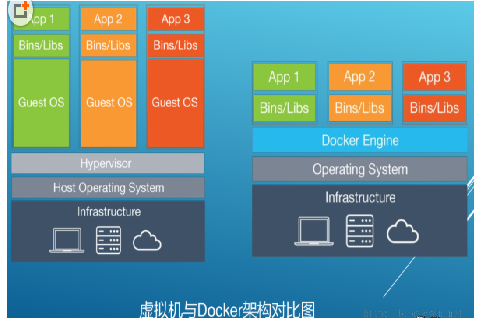 App 1 App 2 App 3
Bins/Libs Bins/Libs Bins/Libs
Guest OS Guest OS Guest OS
Hypervisor
Host Operating System
Infrastructure
App 1 App 2 App 3
Bins/Libs Bins/Libs Bins/Libs
Docker Engine
Operating System
Infrastructure
虚拟机与Docker架构对比图